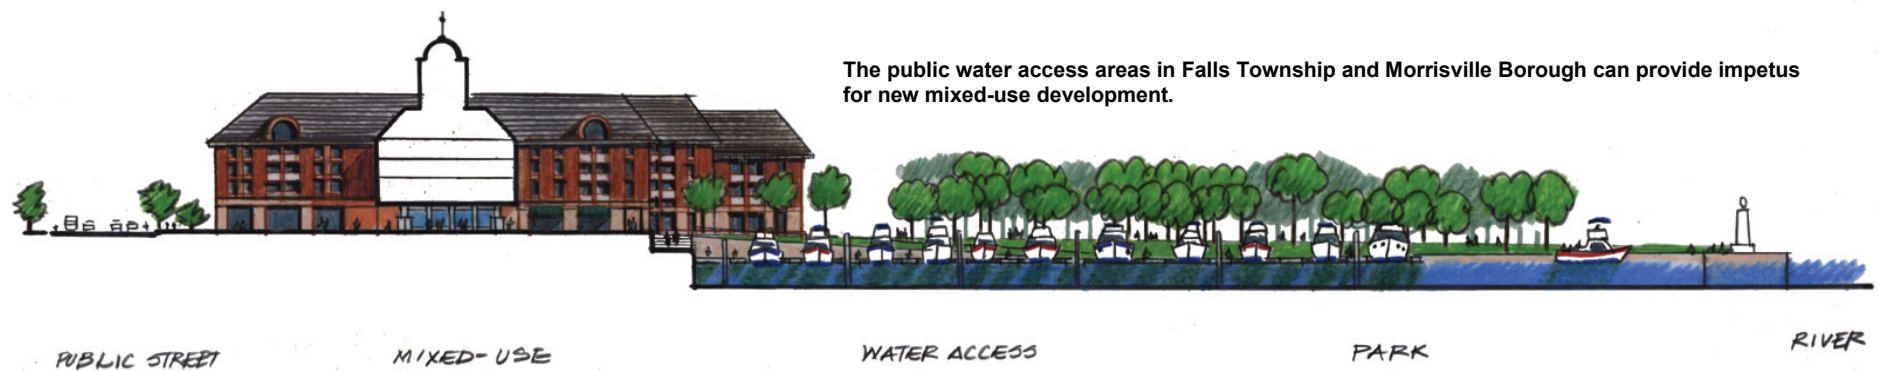 The public water access areas in Falls Township and Morrisville Borough can provide impetus
for new mixed-use development.
PUBLIC STREET
MIXED-USE
WATER ACCESS
PARK
RIVER